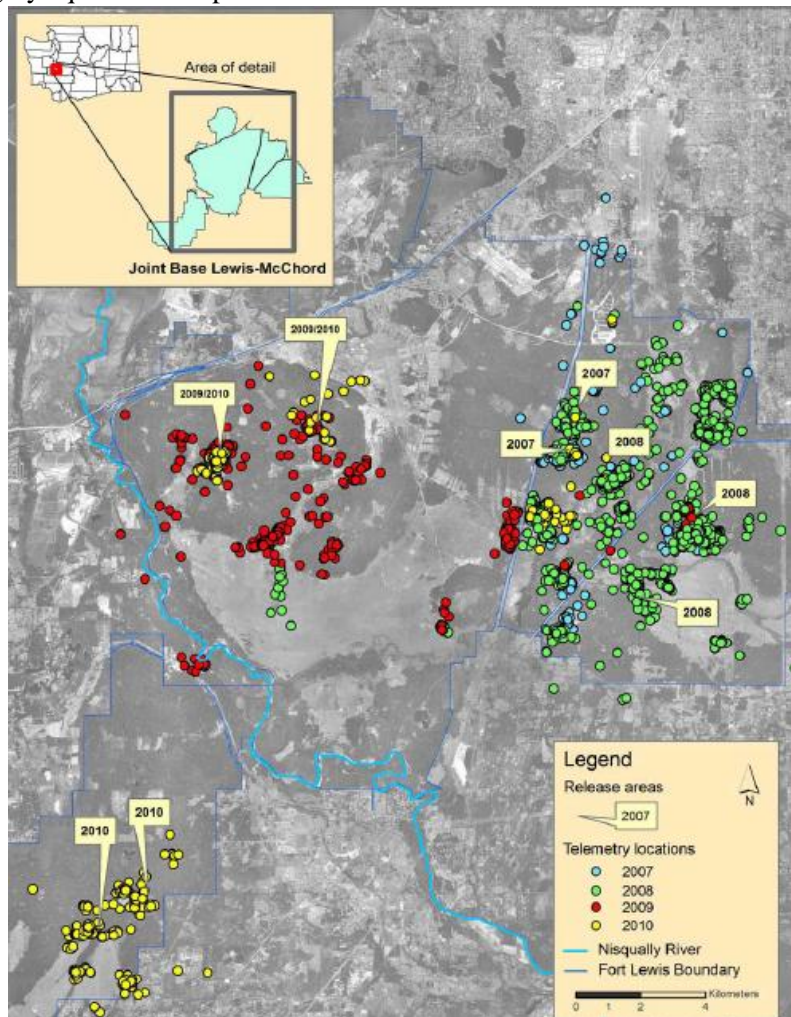 Area of detail
Joint Base Lewis-McChord
2009/2010
2009/2010
2007
2007
2008
2008
2008
2010
2010
Legend
Release areas
2007
N
Telemetry locations
2007
2008
2009
2010
Nisqually River
Fort Lewis Boundary
Kilometers
0 1 2 4